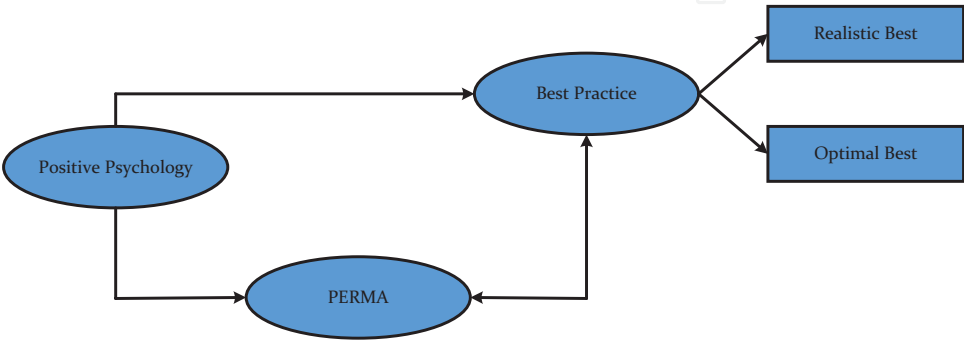 Realistic Best
Best Practice
Optimal Best
Positive Psychology
PERMA